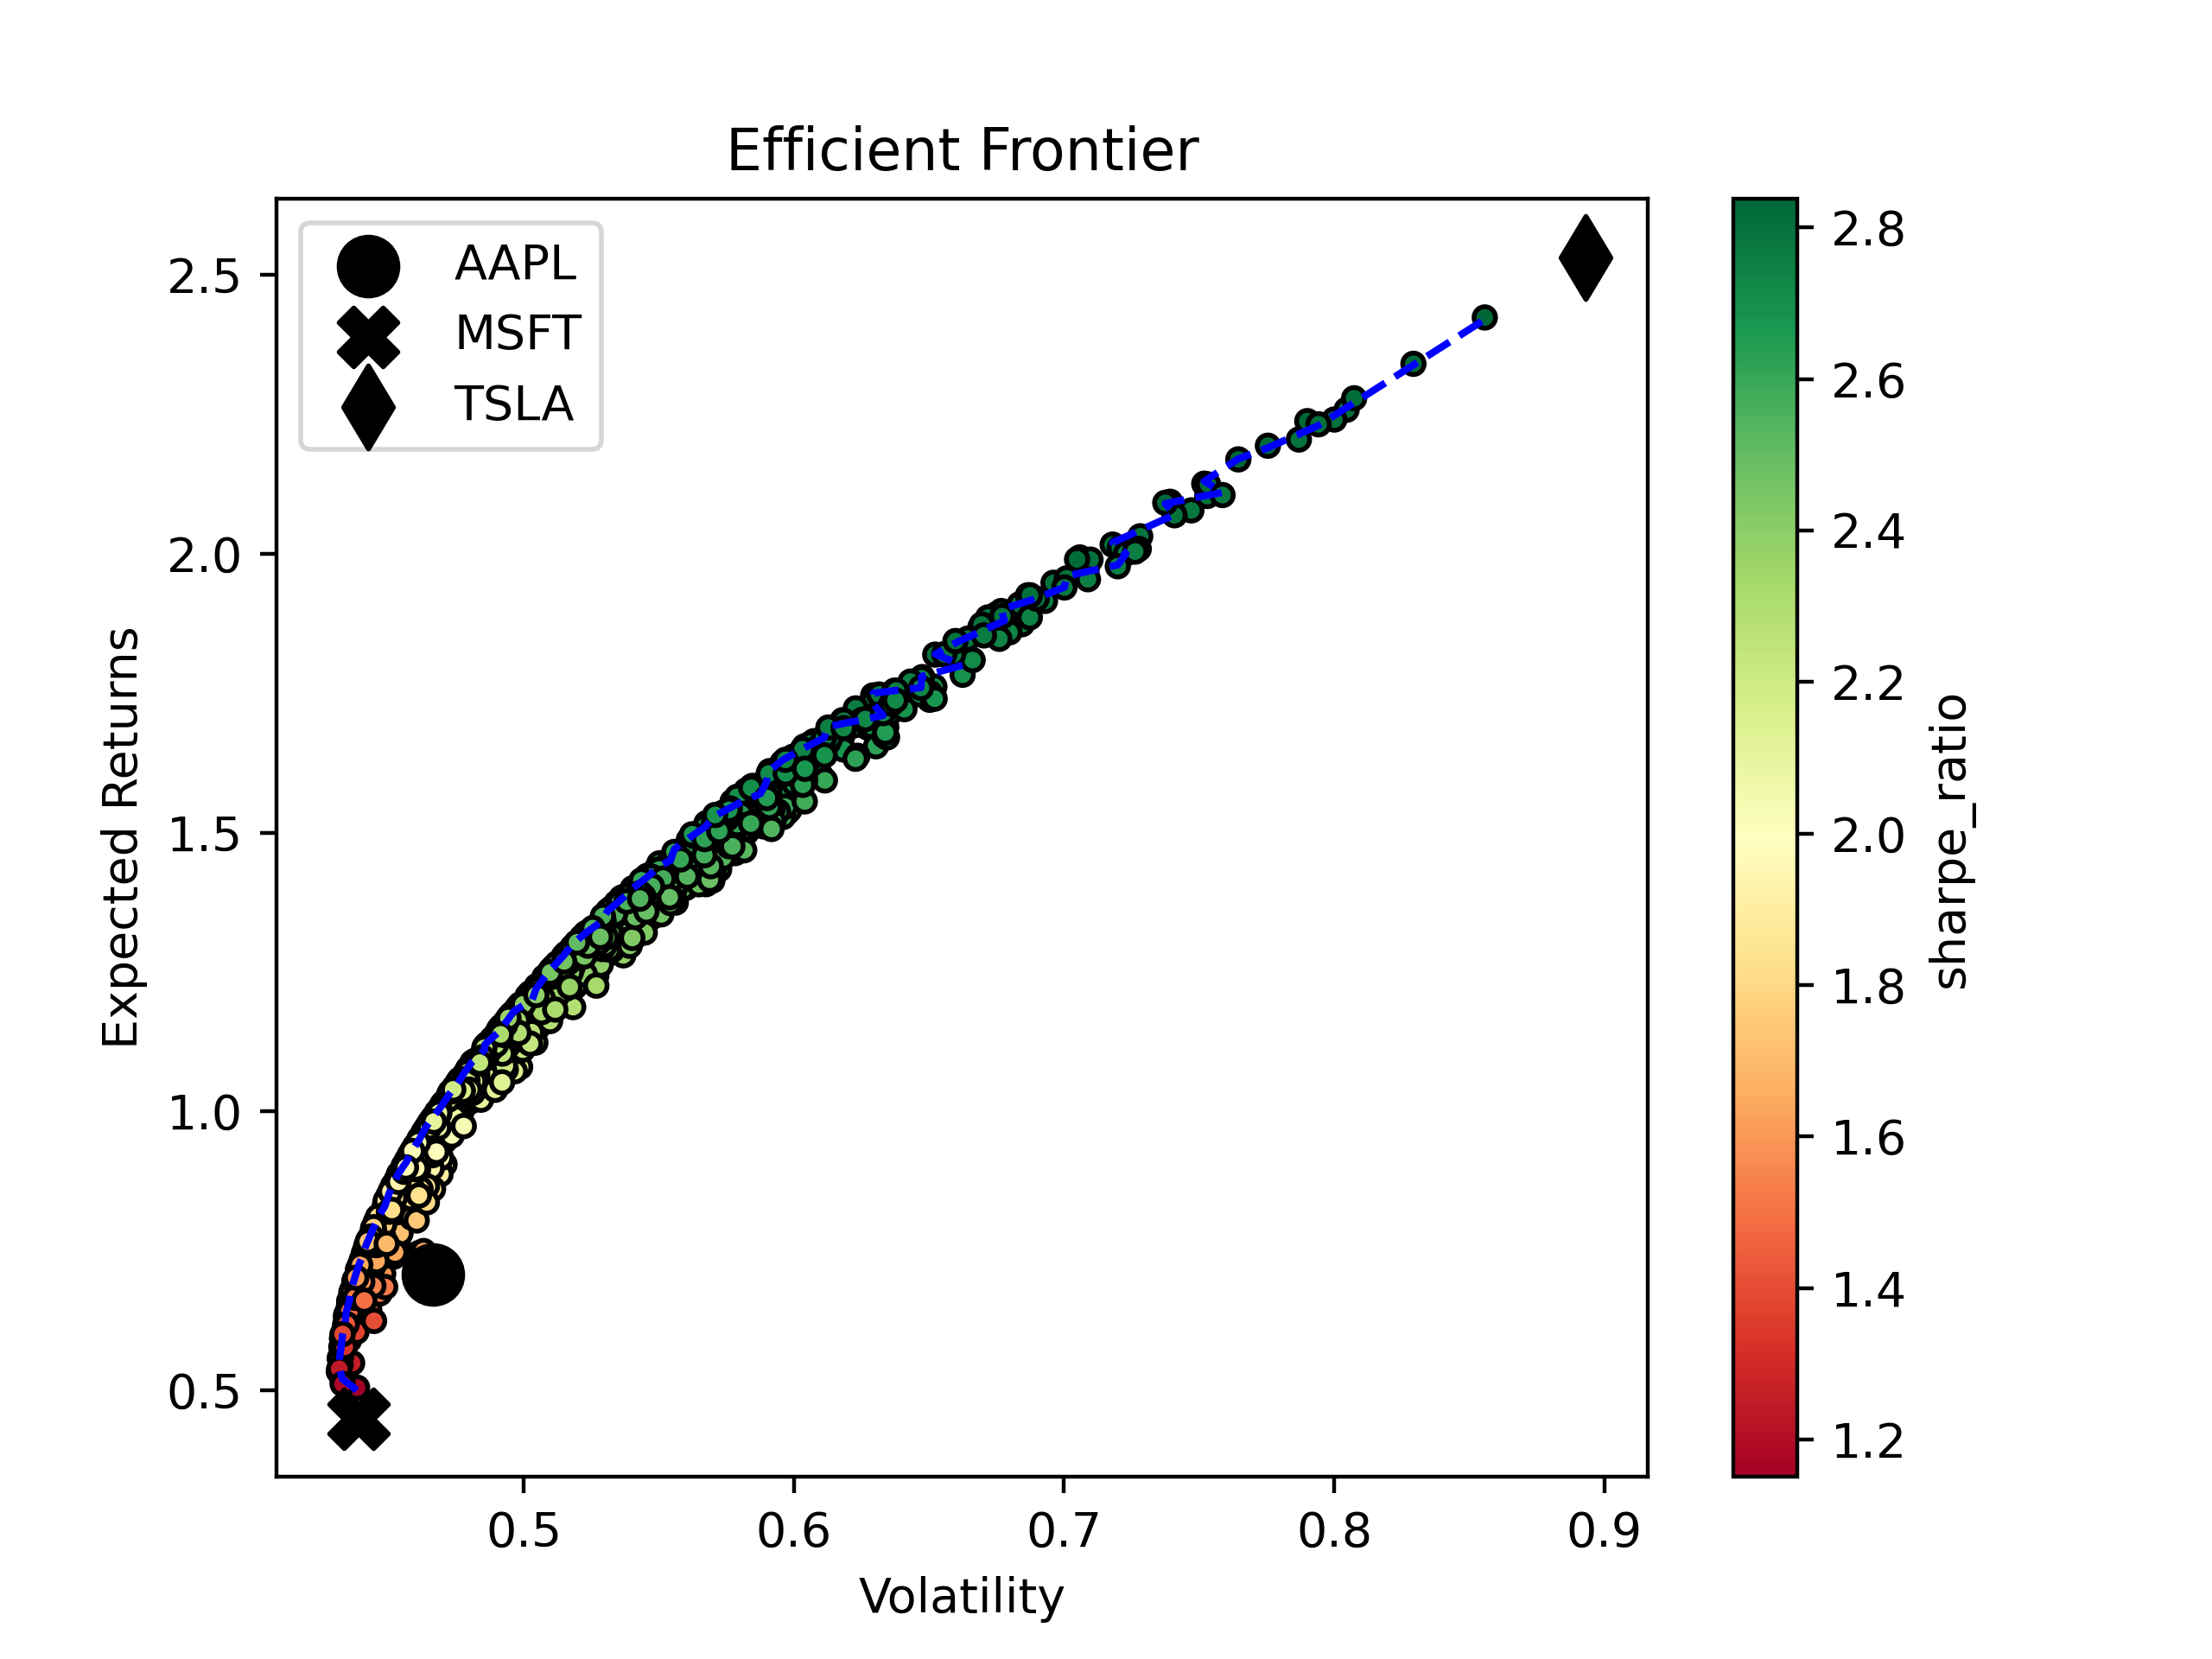 Efficient Frontier
AAPL
MSFT
TSLA
Expected Returns
2.5
2.0
1.5
1.0
0.5
0.5 0.6 0.7 0.8 0.9
Volatility
2.8
2.6
2.4
2.2
2.0
1.8
1.6
1.4
1.2
sharpe_ratio